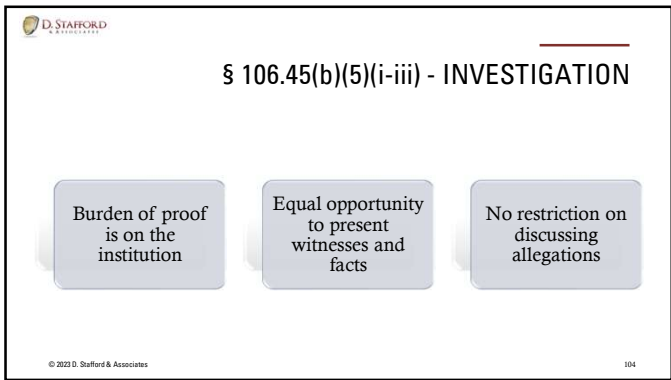 D. STAFFORD
& ASSOCIATES
§ 106.45(b)(5)(i-iii) - INVESTIGATION
Burden of proof
is on the
institution
Equal opportunity
to present
witnesses and
facts
No restriction on
discussing
allegations
© 2023 D. Stafford & Associates
104